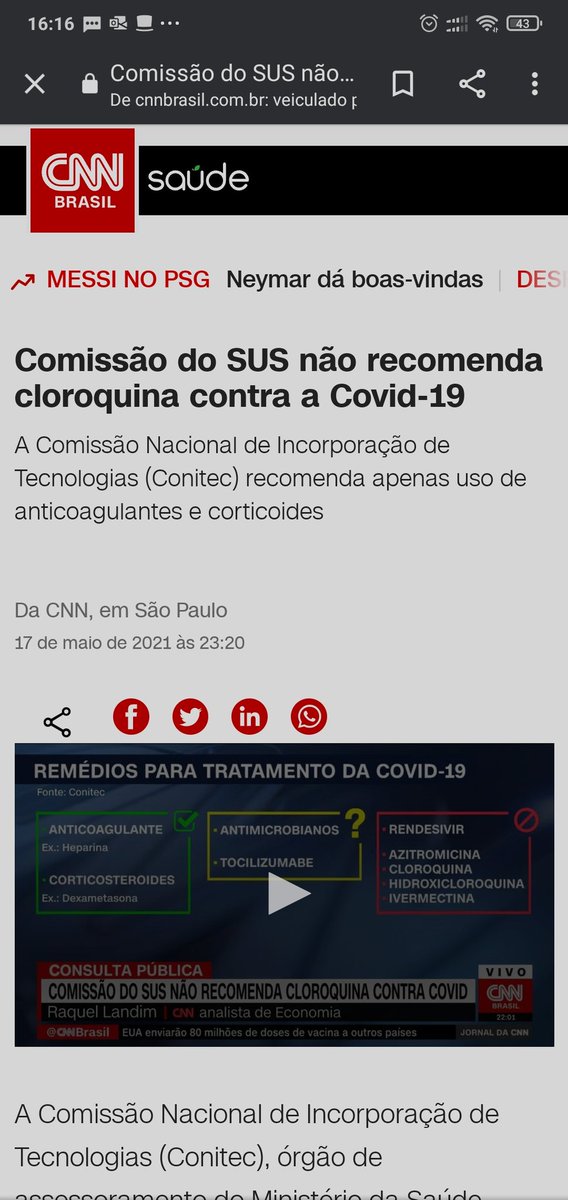 16:16
43
Comissão do SUS não...
De cnnbrasil.com.br: veiculado p
CNN
BRASIL
saúde
MESSI NO PSG Neymar dá boas-vindas | DES
Comissão do SUS não recomenda
cloroquina contra a Covid-19
A Comissão Nacional de Incorporação de
Tecnologias (Conitec) recomenda apenas uso de
anticoagulantes e corticoides
Da CNN, em São Paulo
17 de maio de 2021 às 23:20
REMÉDIOS PARA TRATAMENTO DA COVID-19
Fonte: Conitec
· ANTICOAGULANTE
Ex.: Heparina
· CORTICOSTEROIDES
Ex.: Dexametasona
· ANTIMICROBIANOS
?
· TOCILIZUMABE
· RENDESIVIR
· AZITROMICINA
· CLOROQUINA
· HIDROXICLOROQUINA
· IVERMECTINA
CONSULTA PÚBLICA
COMISSÃO DO SUS NÃO RECOMENDA CLOROQUINA CONTRA COVID
Raquel Landim | CNN analista de Economia
@CNNBrasil EUA enviarão 80 milhões de doses de vacina a outros países
VIVO
CNN
BRASIL
22:01
JORNAL DA CNN
A Comissão Nacional de Incorporação de
Tecnologias (Conitec), órgão de
assessoramento do Ministério da Saúde